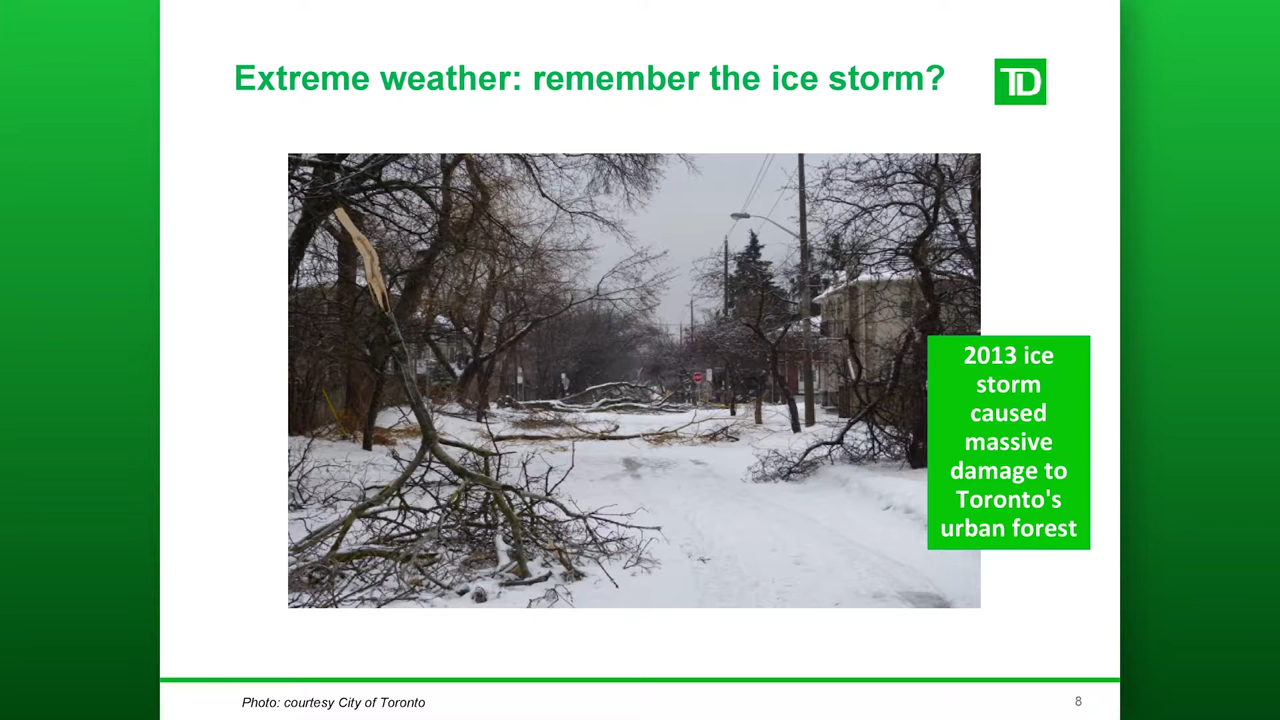 Extreme weather: remember the ice storm?
TD
2013 ice
storm
caused
massive
damage to
Toronto's
urban forest
Photo: courtesy City of Toronto
8